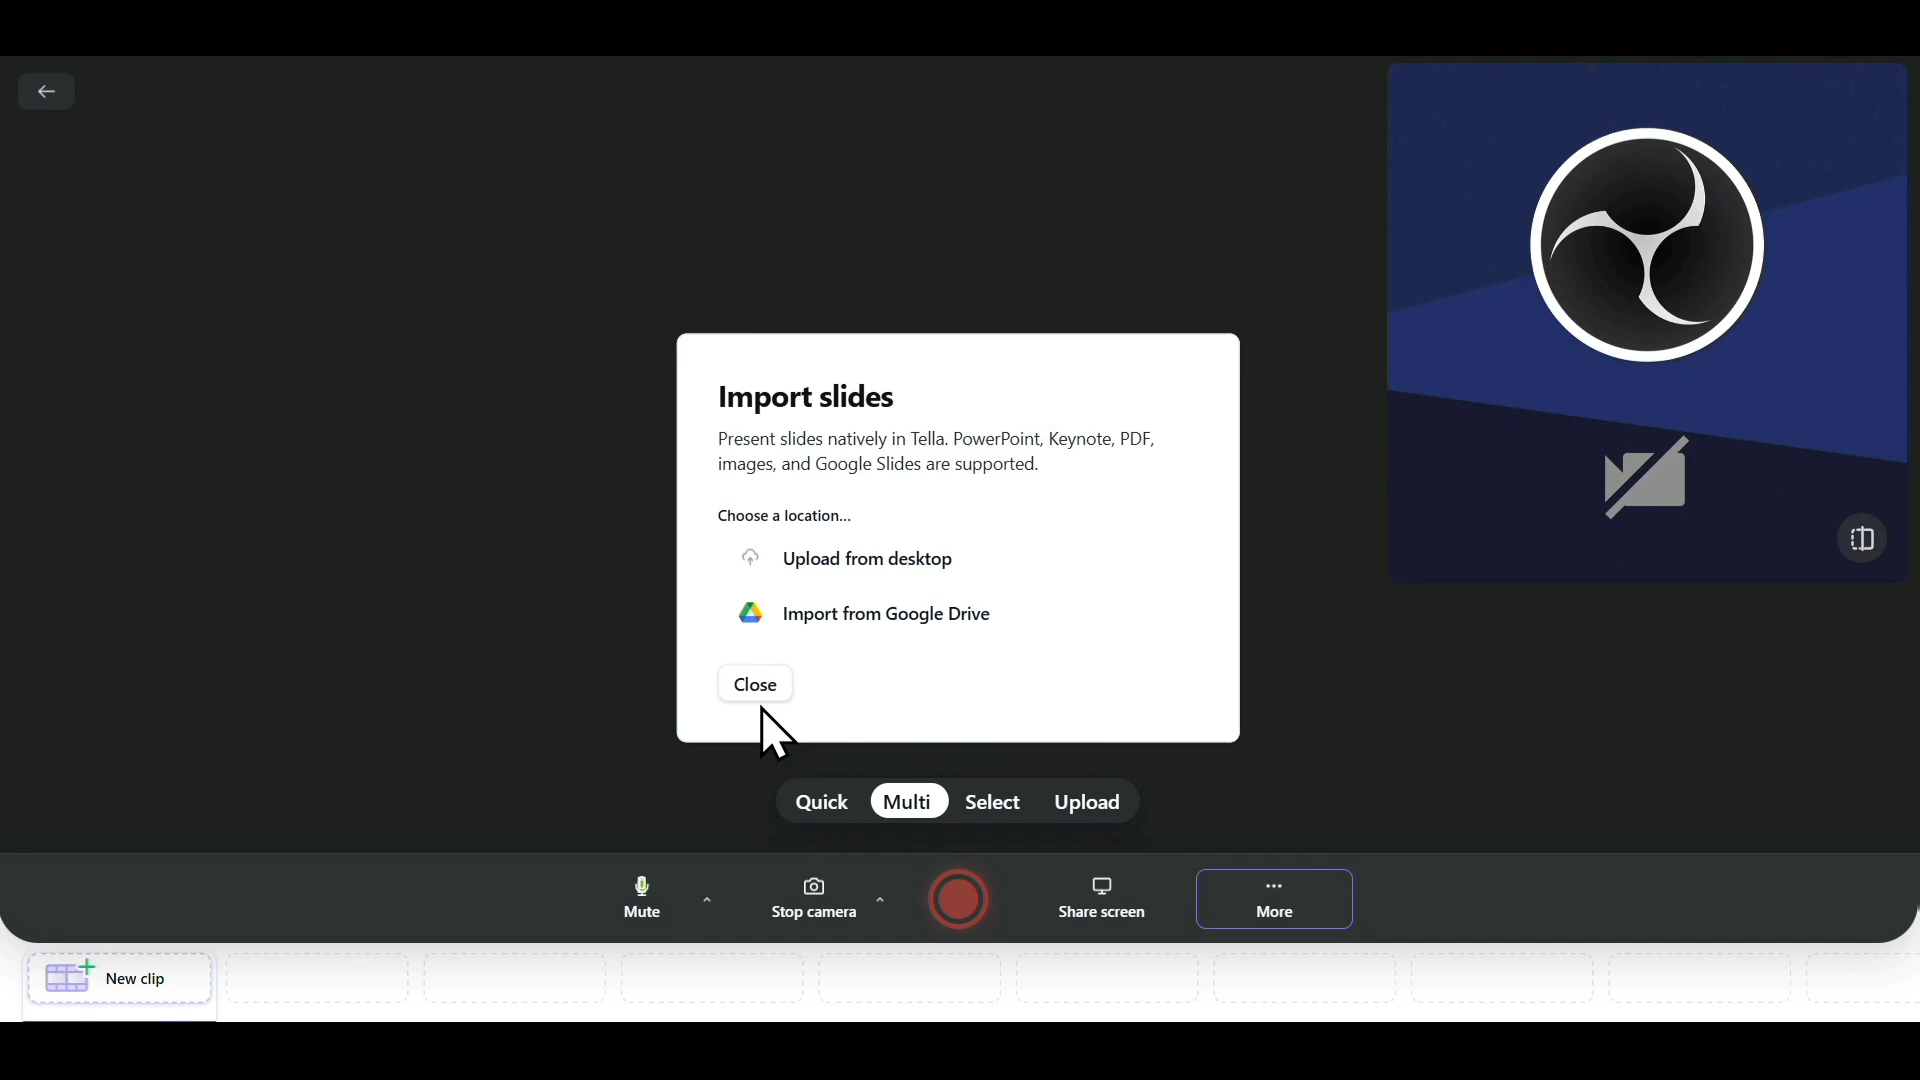 Import slides
Present slides natively in Tella. PowerPoint, Keynote, PDF,
images, and Google Slides are supported.
Choose a location...
Upload from desktop
Import from Google Drive
Close
Quick Multi Select Upload
Mute Stop camera Share screen More
New clip